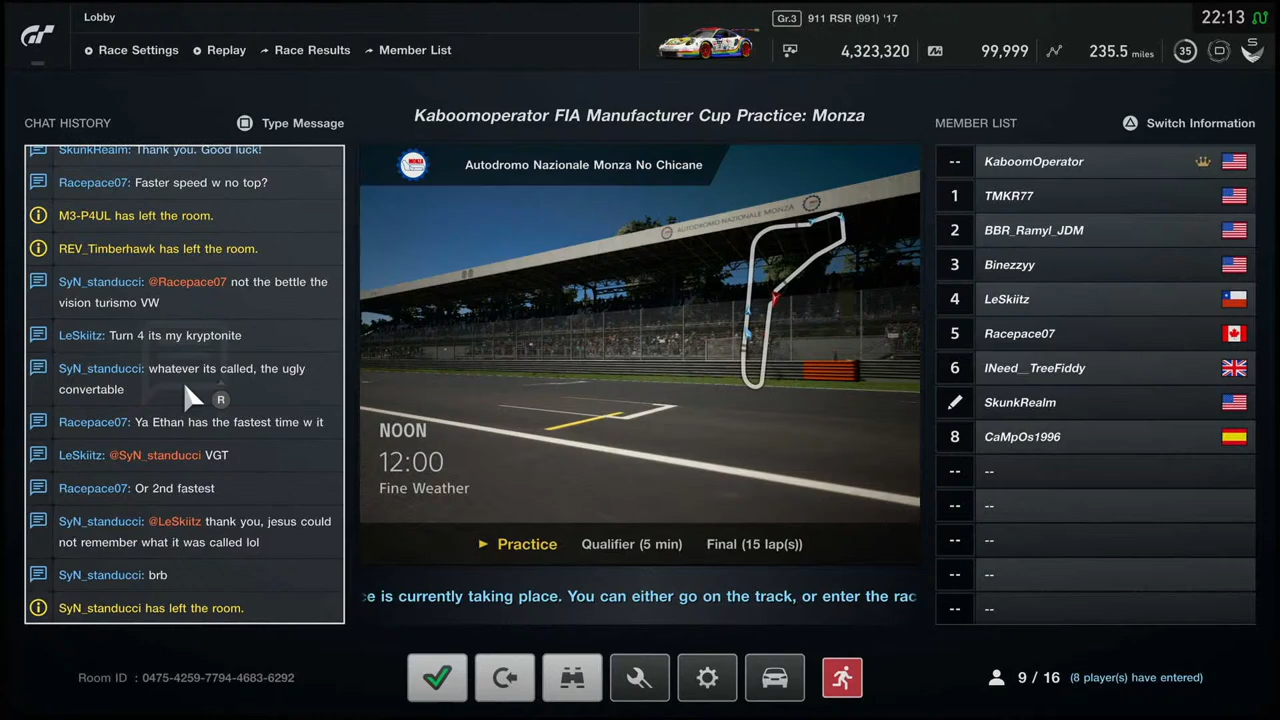 Lobby
Race Settings
Replay
Race Results
Member List
Gr.3
911 RSR (991) '17
22:13
4,323,320
99,999
235.5 miles
35
S
CHAT HISTORY
Type Message
SkunkRealm: Thank you. Good luck!
Racepace07: Faster speed w no top?
M3-P4UL has left the room.
REV_Timberhawk has left the room.
SyN_standucci: @Racepace07 not the bettle the
vision turismo VW
LeSkiitz: Turn 4 its my kryptonite
SyN_standucci: whatever its called, the ugly
convertable
R
Racepace07: Ya Ethan has the fastest time w it
LeSkiitz: @SyN_standucci VGT
Racepace07: Or 2nd fastest
SyN_standucci: @LeSkiitz thank you, jesus could
not remember what it was called lol
SyN_standucci: brb
SyN_standucci has left the room.
Kaboomoperator FIA Manufacturer Cup Practice: Monza
MONZA
Autodromo Nazionale Monza No Chicane
AUTODROMO NAZIONALE MONZA
NOON
12:00
Fine Weather
Practice
Qualifier (5 min)
Final (15 lap(s))
ce is currently taking place. You can either go on the track, or enter the rac
MEMBER LIST
Switch Information
-- KaboomOperator
1 TMKR77
2 BBR_Ramyl_JDM
3 Binezzyy
4 LeSkiitz
5 Racepace07
6 INeed__TreeFiddy
SkunkRealm
8 CaMpOs1996
-- --
-- --
-- --
-- --
-- --
Room ID : 0475-4259-7794-4683-6292
9 / 16
(8 player(s) have entered)